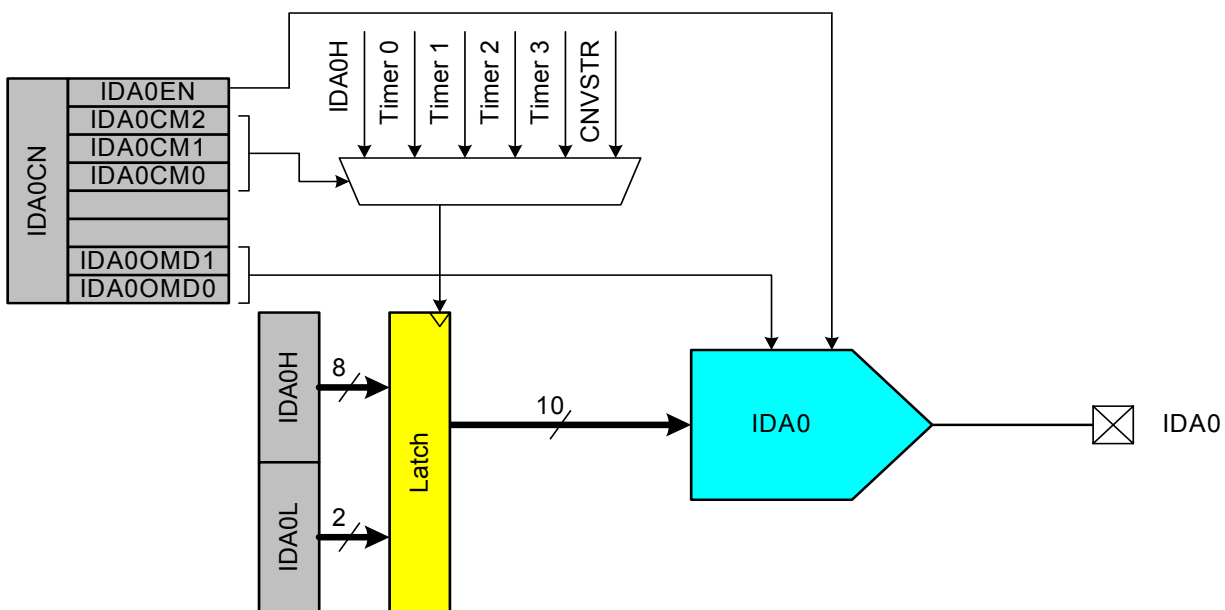 IDA0CN
IDA0EN
IDA0CM2
IDA0CM1
IDA0CM0
IDA0OMD1
IDA0OMD0
IDA0H
Timer 0
Timer 1
Timer 2
Timer 3
CNVSTR
IDA0H
8
IDA0L
2
Latch
10
IDA0
IDA0